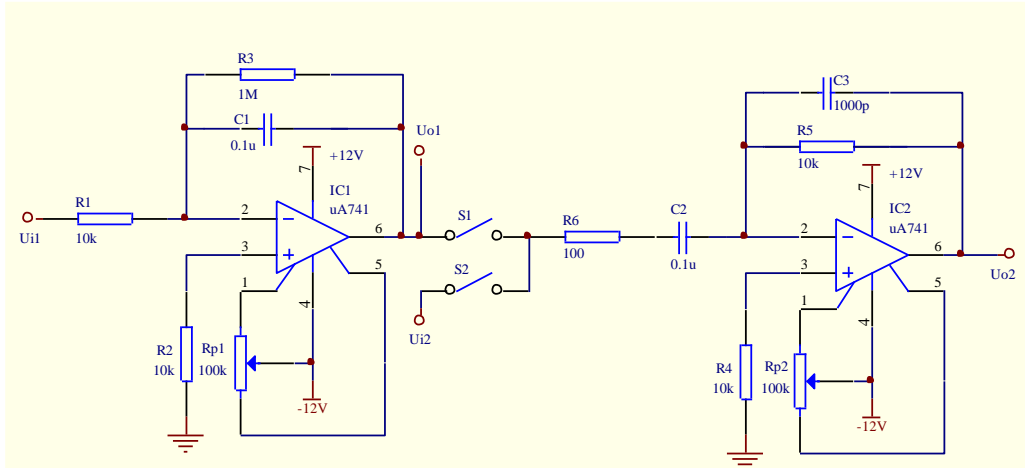 R3
1M
C1
0.1u
+12V
7
IC1
uA741
R1
10k
Ui1
2
3
6
5
1
4
R2
10k
Rp1
100k
-12V
Uo1
S1
S2
Ui2
R6
100
C2
0.1u
C3
1000p
R5
10k
+12V
7
IC2
uA741
2
3
6
5
1
4
Uo2
R4
10k
Rp2
100k
-12V